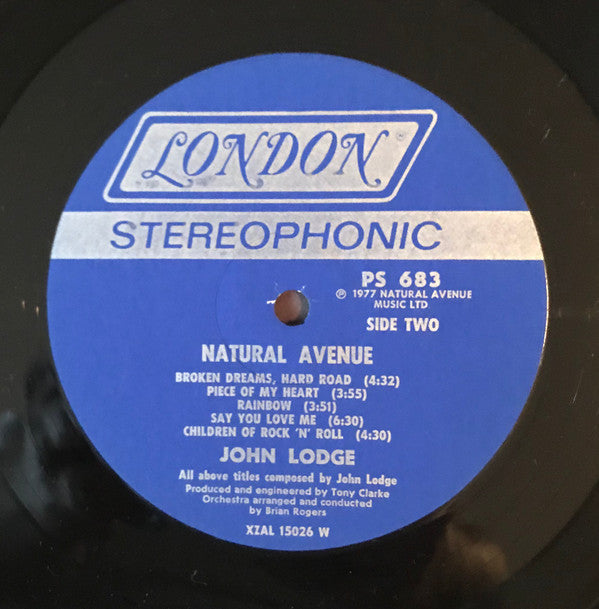 LONDON
STEREOPHONIC
PS 683
℗ 1977 NATURAL AVENUE
MUSIC LTD
SIDE TWO
NATURAL AVENUE
BROKEN DREAMS, HARD ROAD (4:32)
PIECE OF MY HEART (3:55)
RAINBOW (3:51)
SAY YOU LOVE ME (6:30)
CHILDREN OF ROCK 'N' ROLL (4:30)
JOHN LODGE
All above titles composed by John Lodge
Produced and engineered by Tony Clarke
Orchestra arranged and conducted
by Brian Rogers
XZAL 15026 W